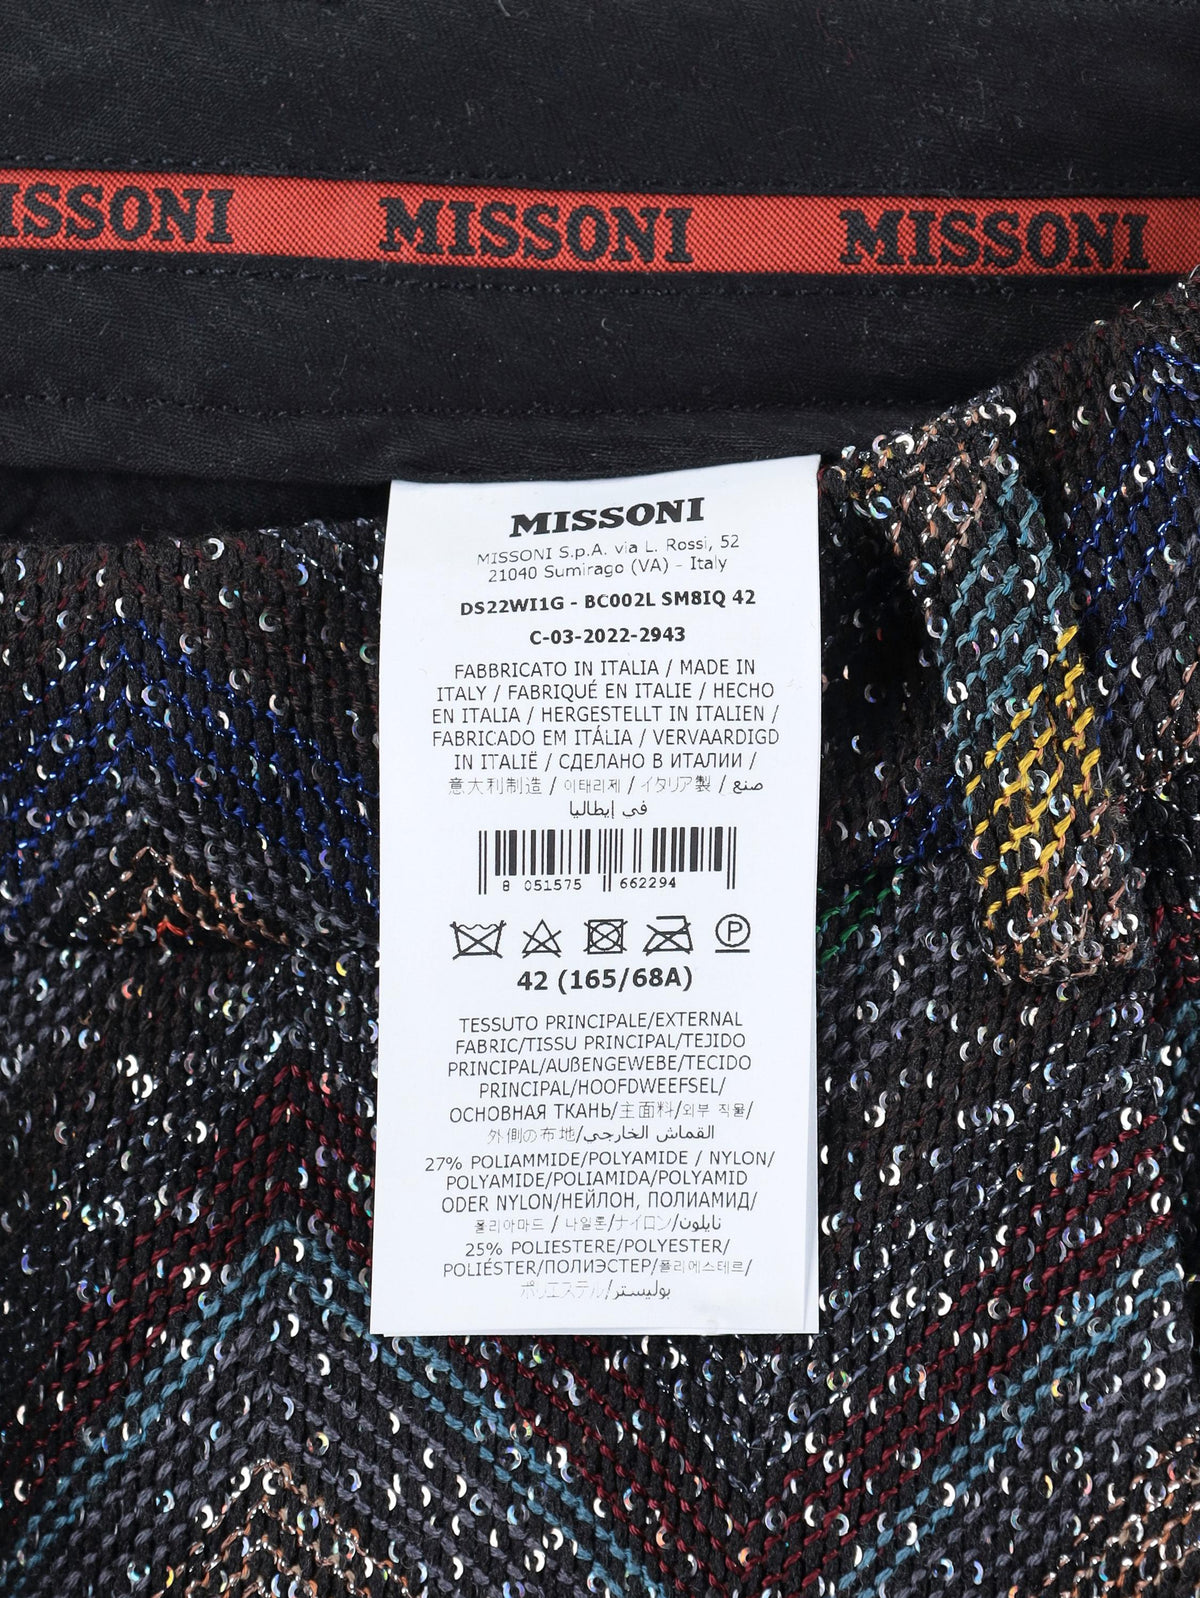 MISSONI MISSONI MISSONI
MISSONI
MISSONI S.p.A. via L. Rossi, 52
21040 Sumirago (VA) - Italy
DS22WI1G - BC002L SM8IQ 42
C-03-2022-2943
FABBRICATO IN ITALIA / MADE IN
ITALY / FABRIQUÉ EN ITALIE / HECHO
EN ITALIA / HERGESTELLT IN ITALIEN /
FABRICADO EM ITÁLIA / VERVAARDIGD
IN ITALIË / СДЕЛАНО В ИТАЛИИ /
意大利制造 / 이태리제 / イタリア製 / صنع
في إيطاليا
8 051575 662294
P
42 (165/68A)
TESSUTO PRINCIPALE/EXTERNAL
FABRIC/TISSU PRINCIPAL/TEJIDO
PRINCIPAL/AUßENGEWEBE/TECIDO
PRINCIPAL/HOOFDWEEFSEL/
ОСНОВНАЯ ТКАНЬ/主面料/외부 직물/
外側の布地/القماش الخارجي/
27% POLIAMMIDE/POLYAMIDE / NYLON/
POLYAMIDE/POLIAMIDA/POLYAMID
ODER NYLON/НЕЙЛОН, ПОЛИАМИД/
폴리아마드 / 나일론/ナイロン/نايلون
25% POLIESTERE/POLYESTER/
POLIÉSTER/ПОЛИЭСТЕР/폴리에스테르/
ポリエステル/بوليستر